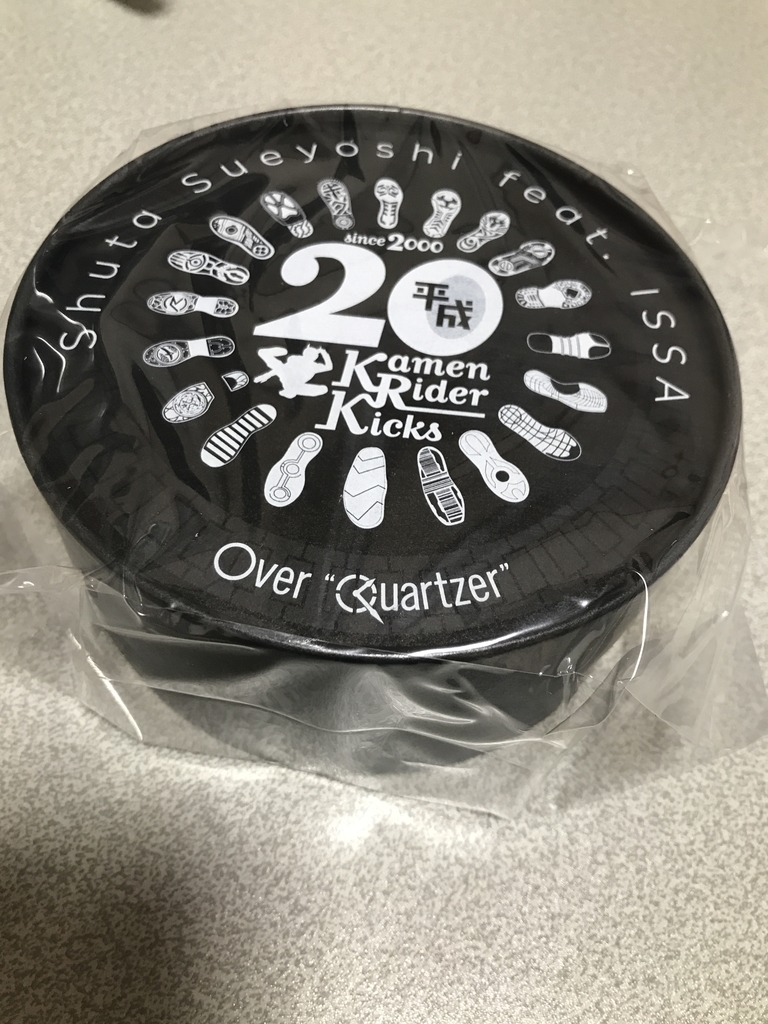 Shuta Sueyoshi feat. ISSA
since 2000
20
平成
Kamen
Rider
Kicks
Over "Quartzer"